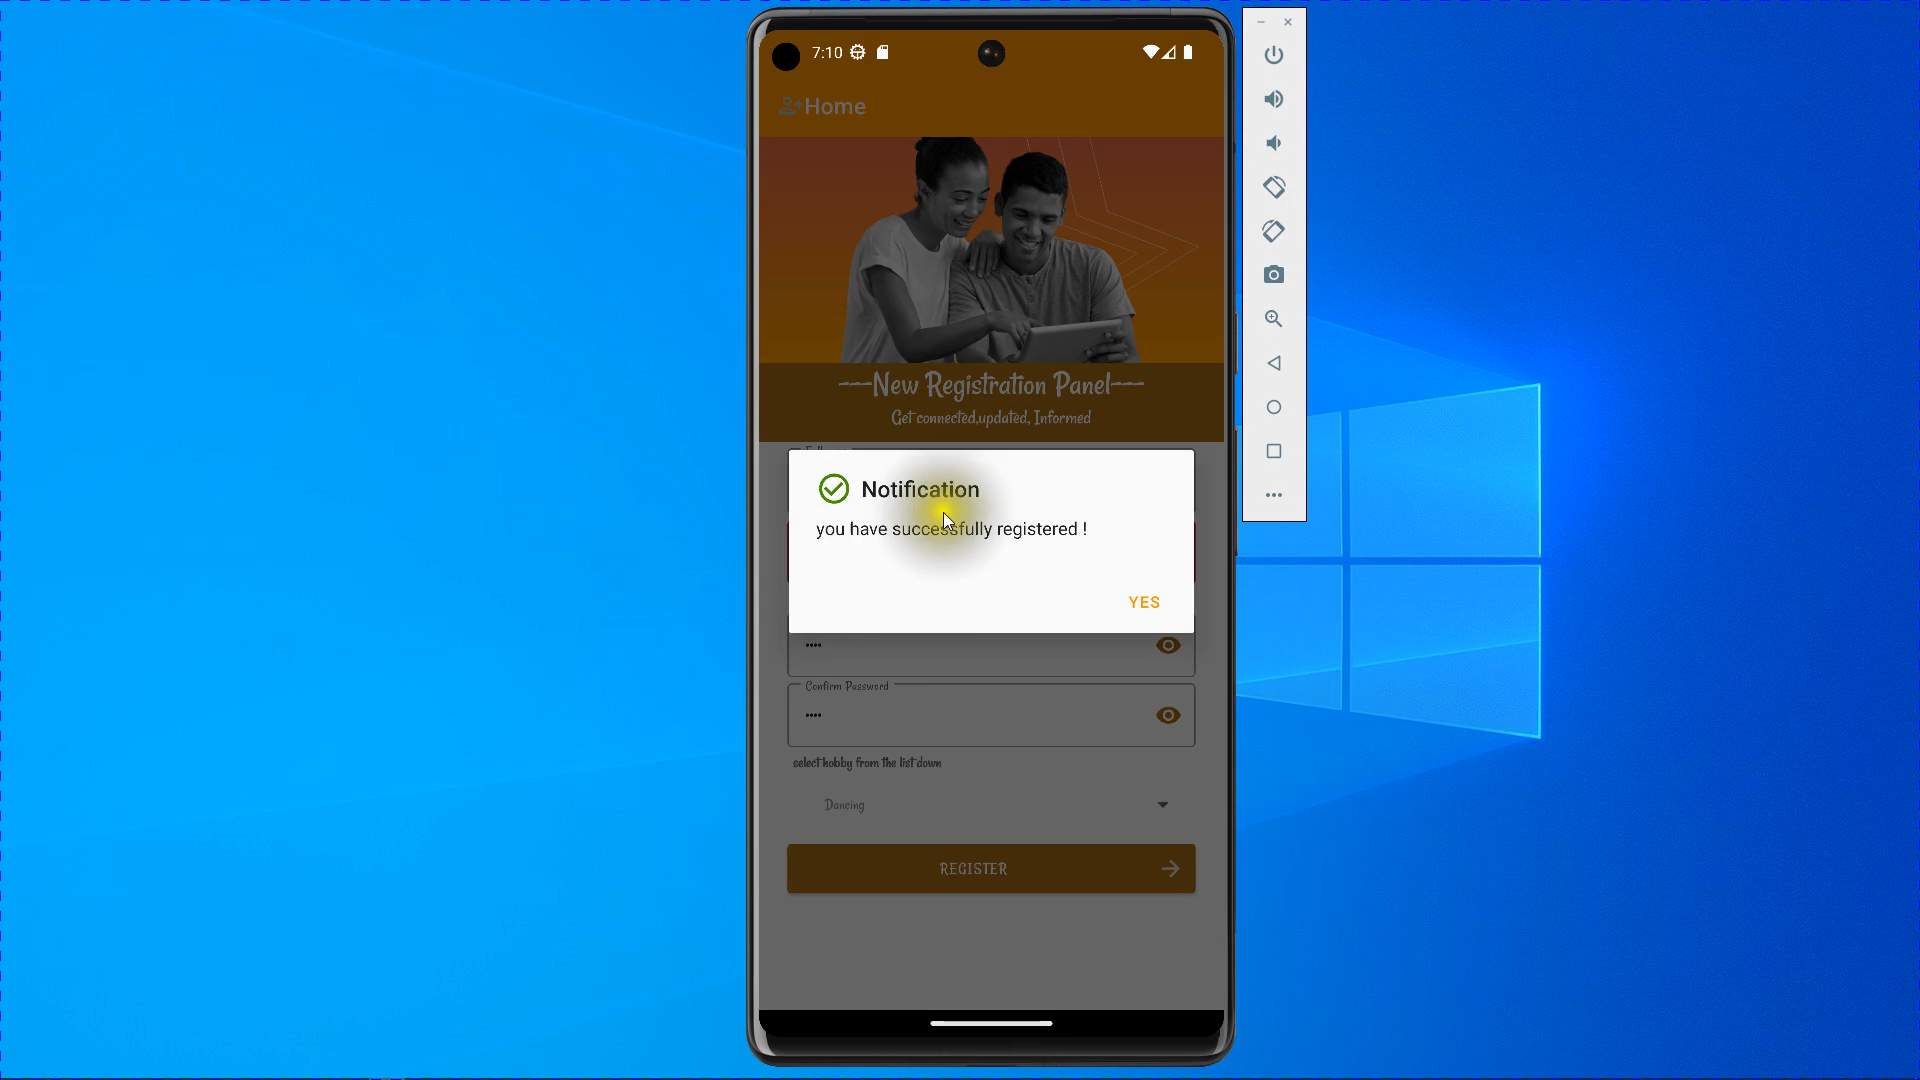 7:10
Home
---New Registration Panel---
Get connected,updated, Informed
Notification
you have successfully registered !
YES
••••
Confirm Password
••••
select hobby from the list down
Dancing
REGISTER